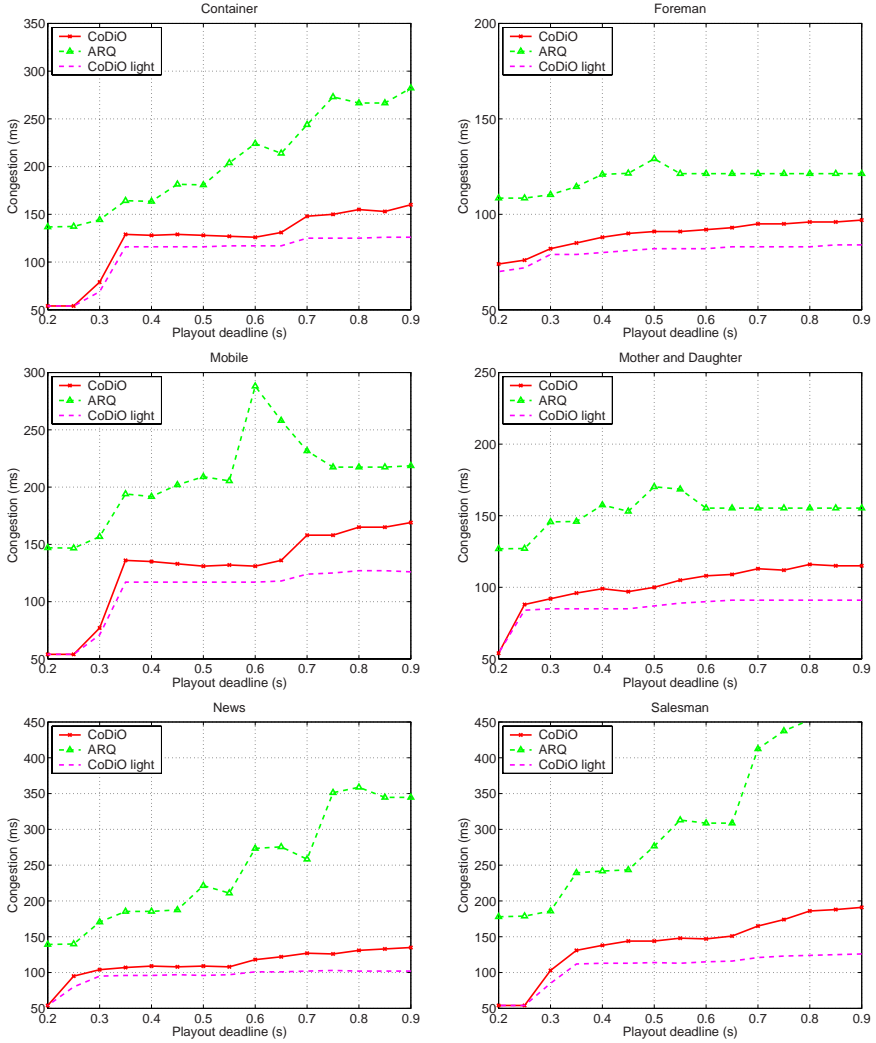 Container
350
300
250
200
150
100
50
Congestion (ms)
CoDiO
ARQ
CoDiO light
0.2 0.3 0.4 0.5 0.6 0.7 0.8 0.9
Playout deadline (s)
Foreman
200
150
100
50
Congestion (ms)
CoDiO
ARQ
CoDiO light
0.2 0.3 0.4 0.5 0.6 0.7 0.8 0.9
Playout deadline (s)
Mobile
300
250
200
150
100
50
Congestion (ms)
CoDiO
ARQ
CoDiO light
0.2 0.3 0.4 0.5 0.6 0.7 0.8 0.9
Playout deadline (s)
Mother and Daughter
250
200
150
100
50
Congestion (ms)
CoDiO
ARQ
CoDiO light
0.2 0.3 0.4 0.5 0.6 0.7 0.8 0.9
Playout deadline (s)
News
450
400
350
300
250
200
150
100
50
Congestion (ms)
CoDiO
ARQ
CoDiO light
0.2 0.3 0.4 0.5 0.6 0.7 0.8 0.9
Playout deadline (s)
Salesman
450
400
350
300
250
200
150
100
50
Congestion (ms)
CoDiO
ARQ
CoDiO light
0.2 0.3 0.4 0.5 0.6 0.7 0.8 0.9
Playout deadline (s)